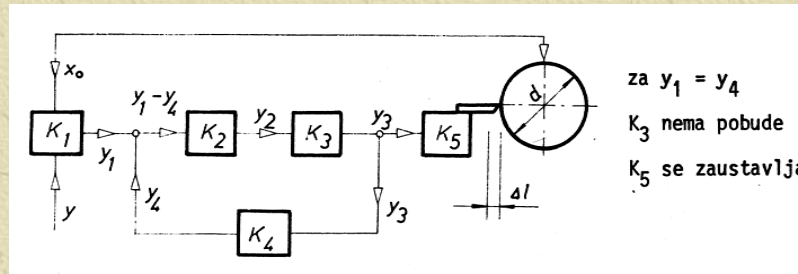 x₀
K₁
y
y₁
y₁-y₄
y₄
K₂
y₂
K₃
y₃
y₃
K₄
K₅
Δl
d
za y₁ = y₄
K₃ nema pobude
K₅ se zaustavlja